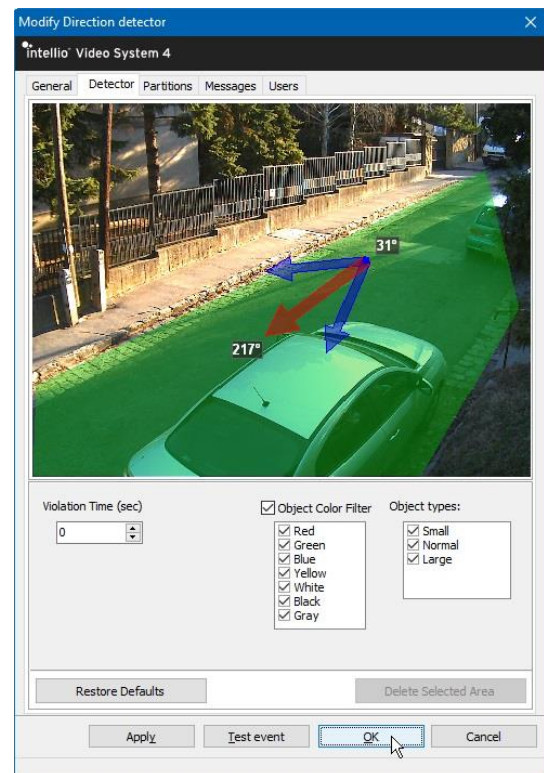 Modify Direction detector
intellio Video System 4
General Detector Partitions Messages Users
31°
217°
Violation Time (sec)
0
Object Color Filter
Red
Green
Blue
Yellow
White
Black
Gray
Object types:
Small
Normal
Large
Restore Defaults
Delete Selected Area
Apply
Test event
OK
Cancel